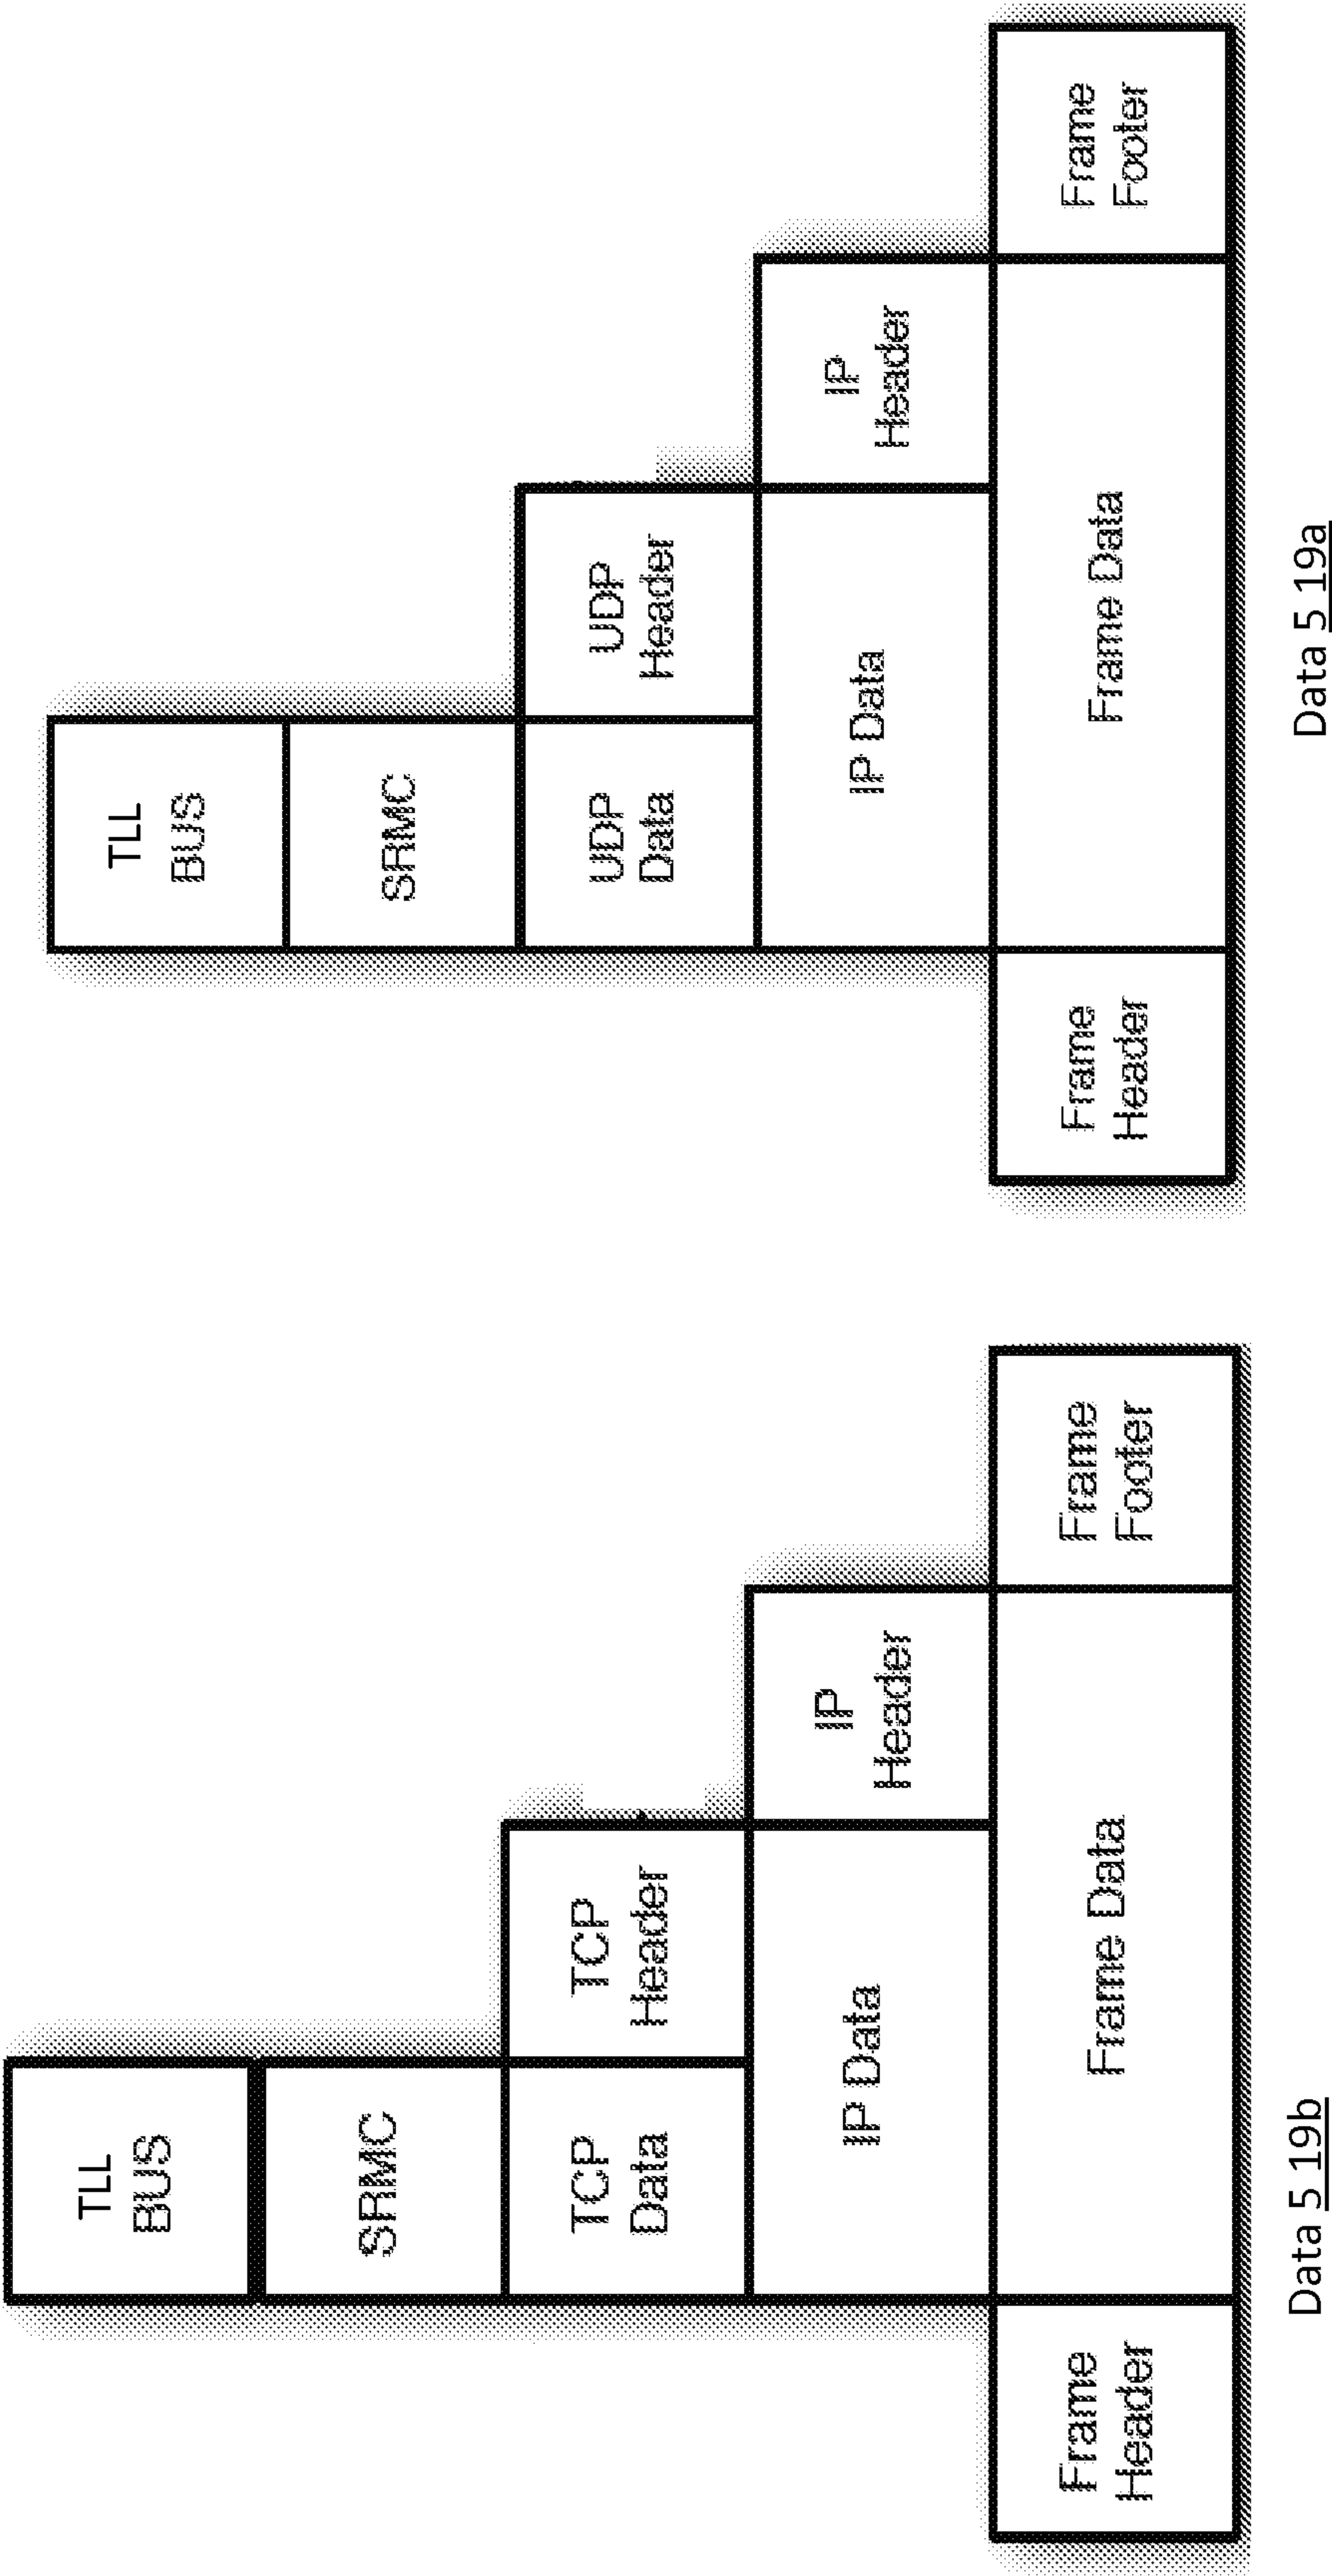 TLL
BUS
SRMC
TCP
Data
TCP
Header
IP Data
IP
Header
Frame
Header
Frame Data
Frame
Footer
Data 5 19b
TLL
BUS
SRMC
UDP
Data
UDP
Header
IP Data
IP
Header
Frame
Header
Frame Data
Frame
Footer
Data 5 19a